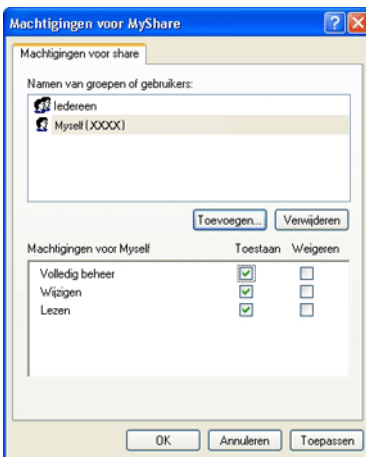 Machtigingen voor MyShare
Machtigingen voor share
Namen van groepen of gebruikers:
Iedereen
Myself (XXXX)
Toevoegen... Verwijderen
Machtigingen voor Myself Toestaan Weigeren
Volledig beheer
Wijzigen
Lezen
OK Annuleren Toepassen